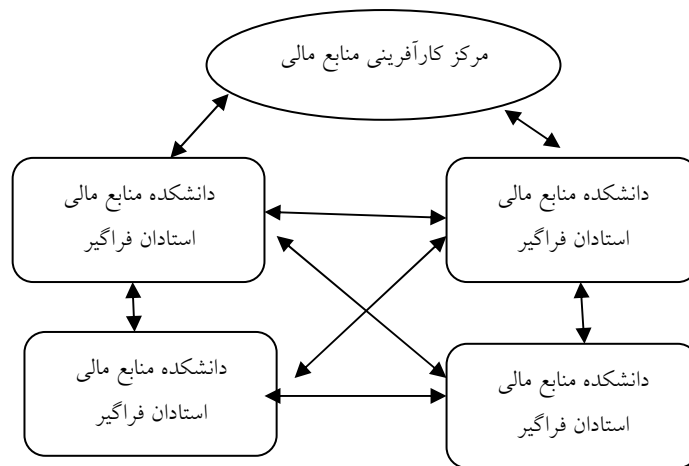 مرکز کارآفرینی منابع مالی
دانشکده منابع مالی
استادان فراگیر
دانشکده منابع مالی
استادان فراگیر
دانشکده منابع مالی
استادان فراگیر
دانشکده منابع مالی
استادان فراگیر